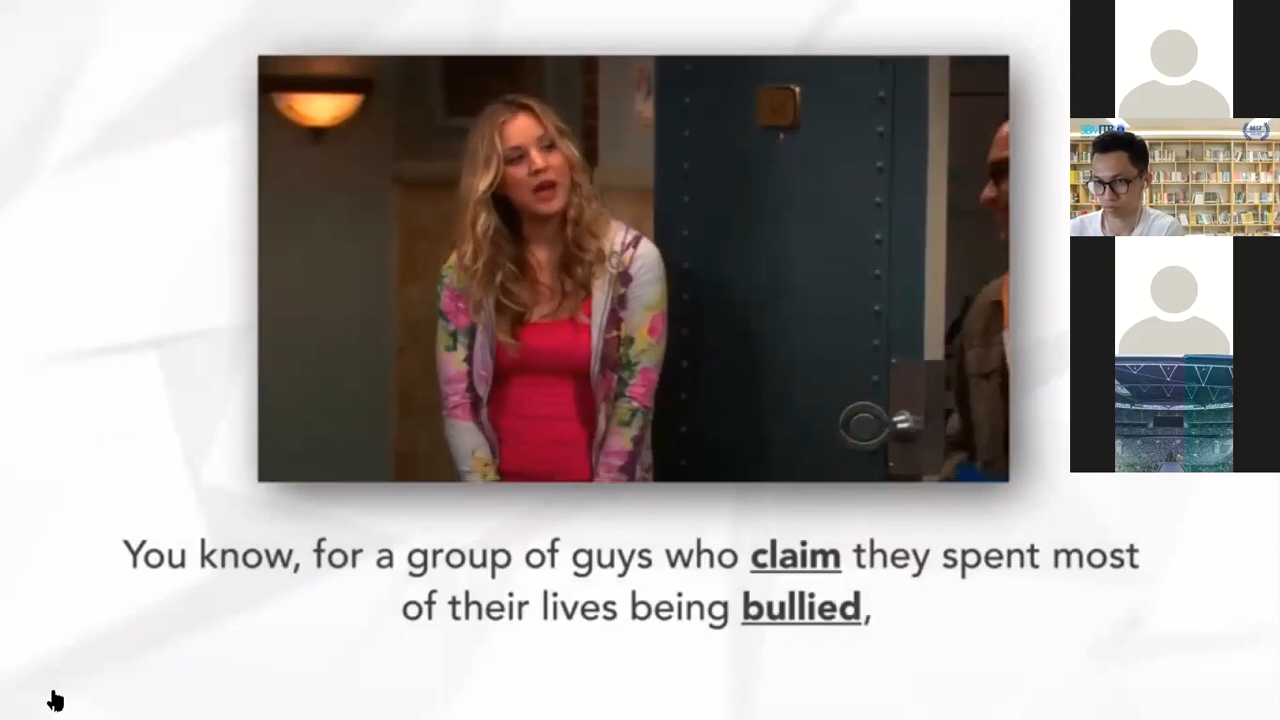 You know, for a group of guys who claim they spent most
of their lives being bullied,